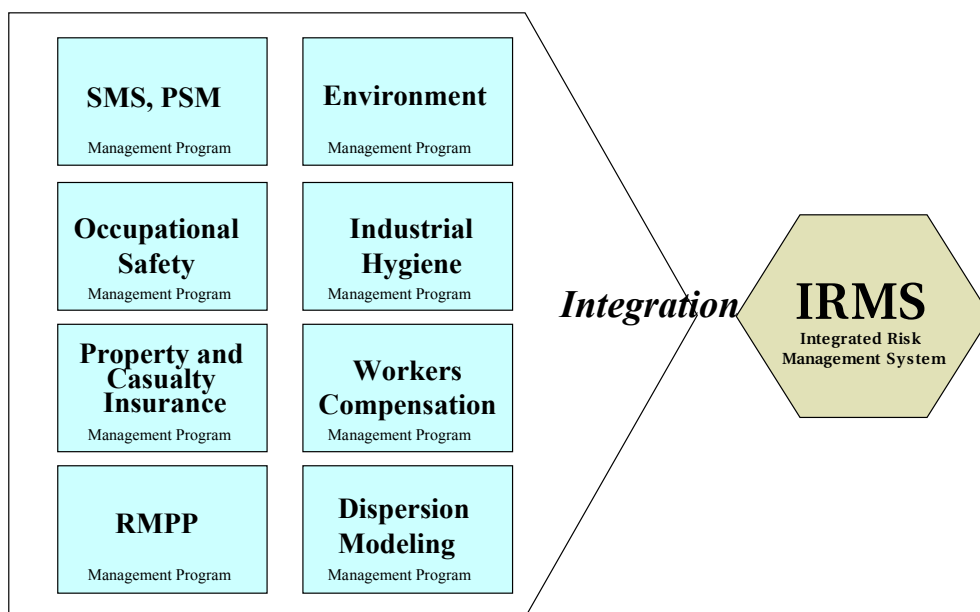 SMS, PSM
Management Program
Environment
Management Program
Occupational
Safety
Management Program
Industrial
Hygiene
Management Program
Property and
Casualty
Insurance
Management Program
Workers
Compensation
Management Program
RMPP
Management Program
Dispersion
Modeling
Management Program
Integration
IRMS
Integrated Risk
Management System